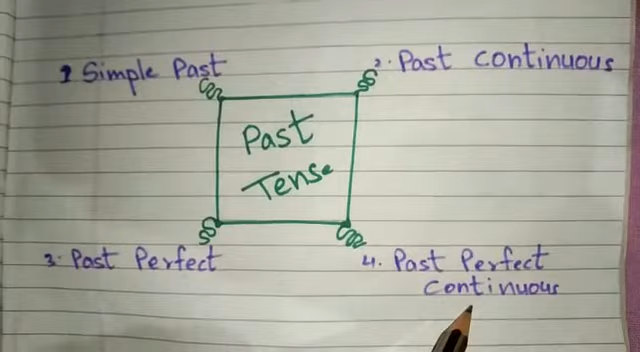 1 Simple Past
2. Past continuous
Past
Tense
3. Past Perfect
4. Past Perfect
continuous